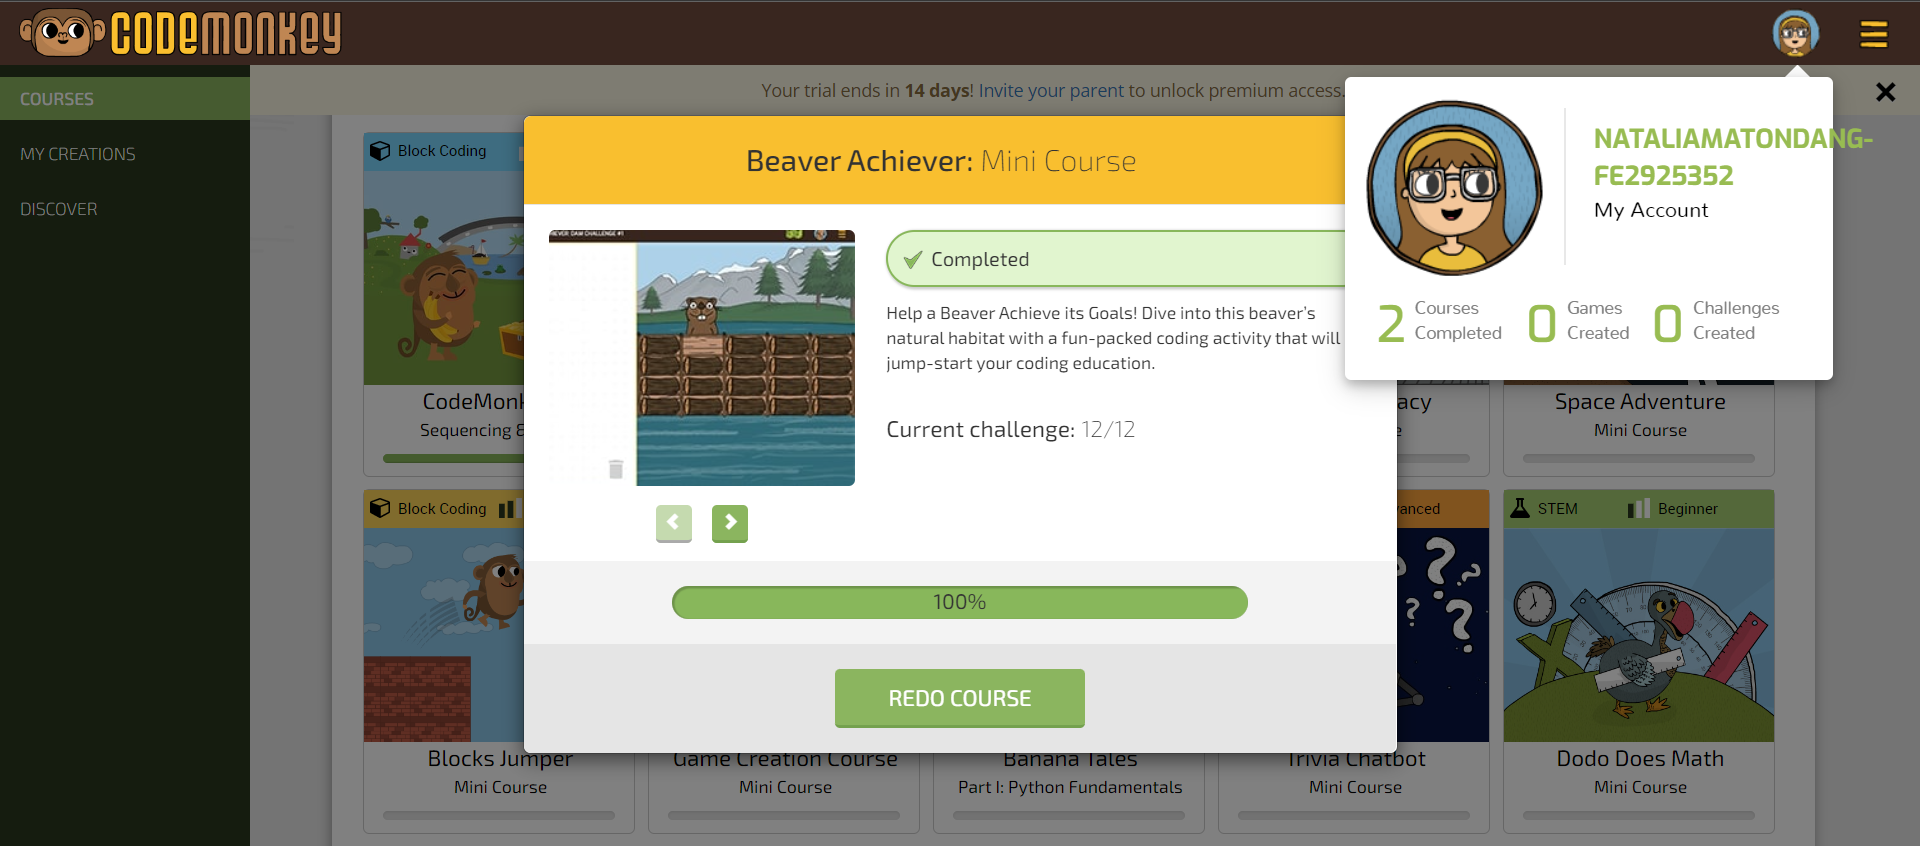 CODEMONKEY
COURSES
MY CREATIONS
DISCOVER
Your trial ends in 14 days! Invite your parent to unlock premium access.
NATALIAMATONDANG-
FE2925352
My Account
2 Courses Completed
0 Games Created
0 Challenges Created
Beaver Achiever: Mini Course
Completed
Help a Beaver Achieve its Goals! Dive into this beaver's
natural habitat with a fun-packed coding activity that will
jump-start your coding education.
Current challenge: 12/12
100%
REDO COURSE
Block Coding
CodeMonk
Sequencing &
acy
Space Adventure
Mini Course
Block Coding
vanced
STEM
Beginner
Blocks Jumper
Mini Course
Game Creation Course
Mini Course
Banana Tales
Part I: Python Fundamentals
Trivia Chatbot
Mini Course
Dodo Does Math
Mini Course